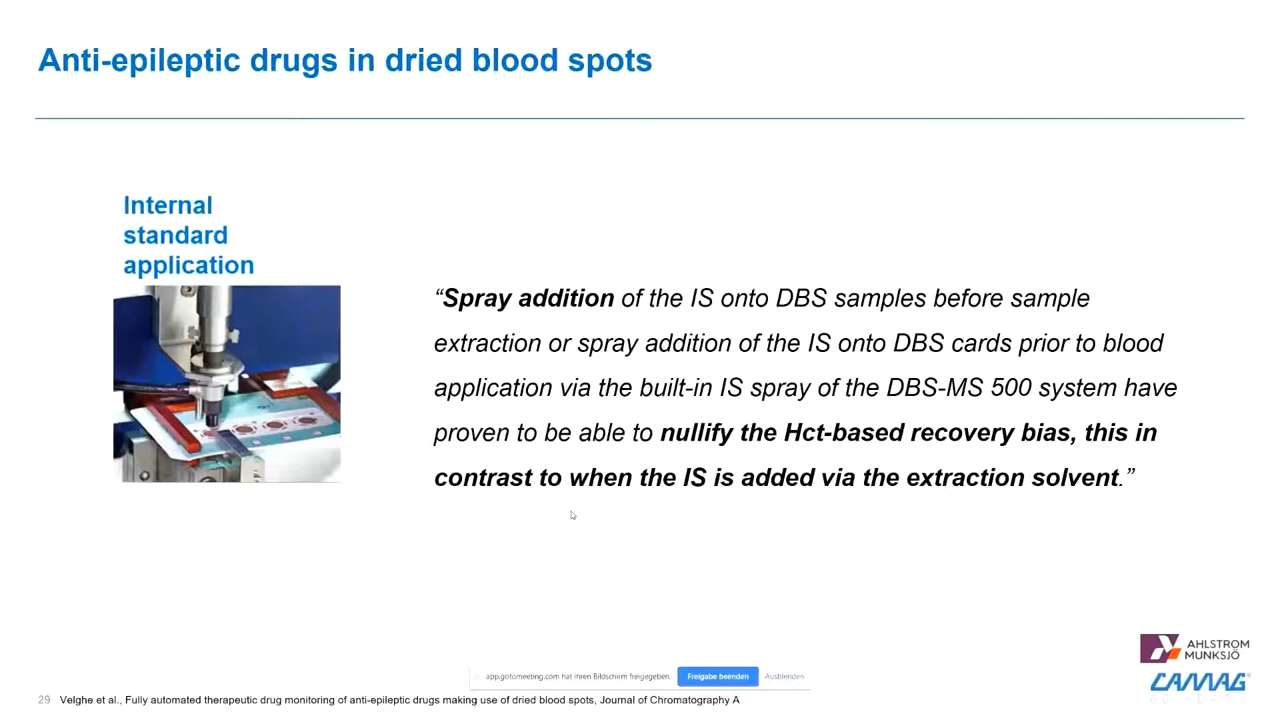 Anti-epileptic drugs in dried blood spots
Internal
standard
application
“Spray addition of the IS onto DBS samples before sample
extraction or spray addition of the IS onto DBS cards prior to blood
application via the built-in IS spray of the DBS-MS 500 system have
proven to be able to nullify the Hct-based recovery bias, this in
contrast to when the IS is added via the extraction solvent.”
AHLSTROM
MUNKSJÖ
CAMAG
app.gotomeeting.com hat Ihren Bildschirm freigegeben. Freigabe beenden Ausblenden
29 Velghe et al., Fully automated therapeutic drug monitoring of anti-epileptic drugs making use of dried blood spots, Journal of Chromatography A